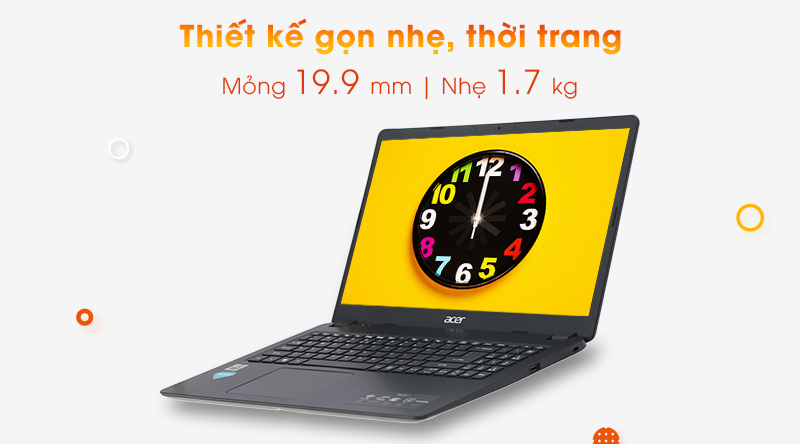 Thiết kế gọn nhẹ, thời trang
Mỏng 19.9 mm | Nhẹ 1.7 kg
11 12 1
10 2
9 3
8 4
7 6 5
acer